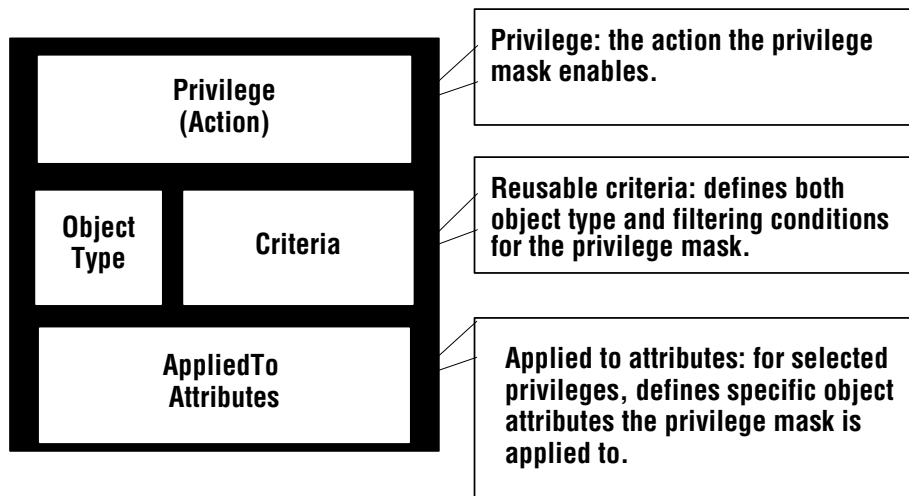 Privilege
(Action)
Privilege: the action the privilege
mask enables.
Object
Type
Criteria
Reusable criteria: defines both
object type and filtering conditions
for the privilege mask.
AppliedTo
Attributes
Applied to attributes: for selected
privileges, defines specific object
attributes the privilege mask is
applied to.